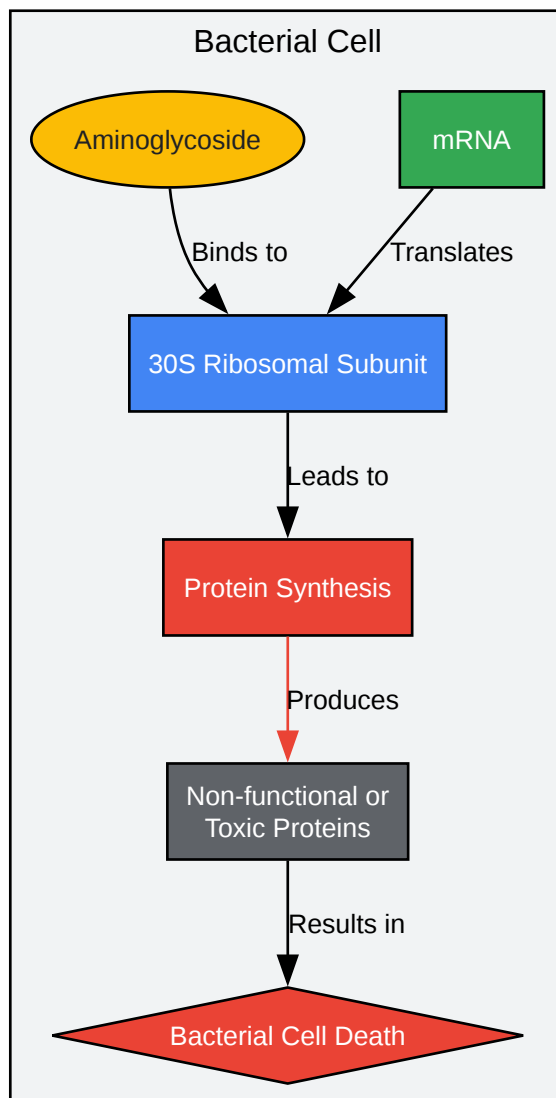 Bacterial Cell
Aminoglycoside
mRNA
Binds to
Translates
30S Ribosomal Subunit
Leads to
Protein Synthesis
Produces
Non-functional or
Toxic Proteins
Results in
Bacterial Cell Death